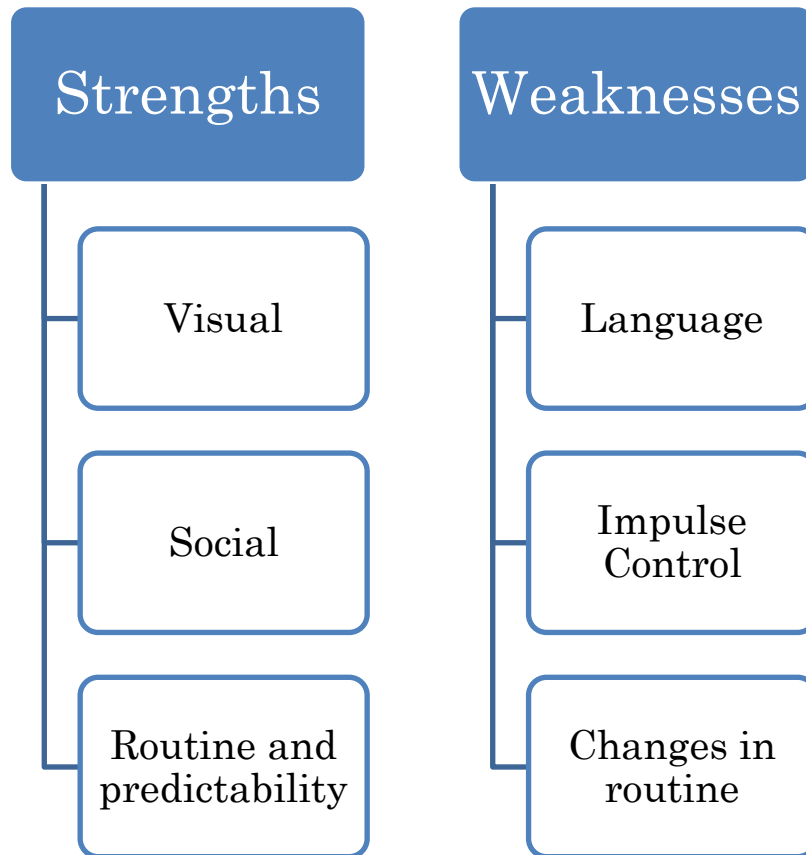 Strengths
Visual
Social
Routine and
predictability
Weaknesses
Language
Impulse
Control
Changes in
routine